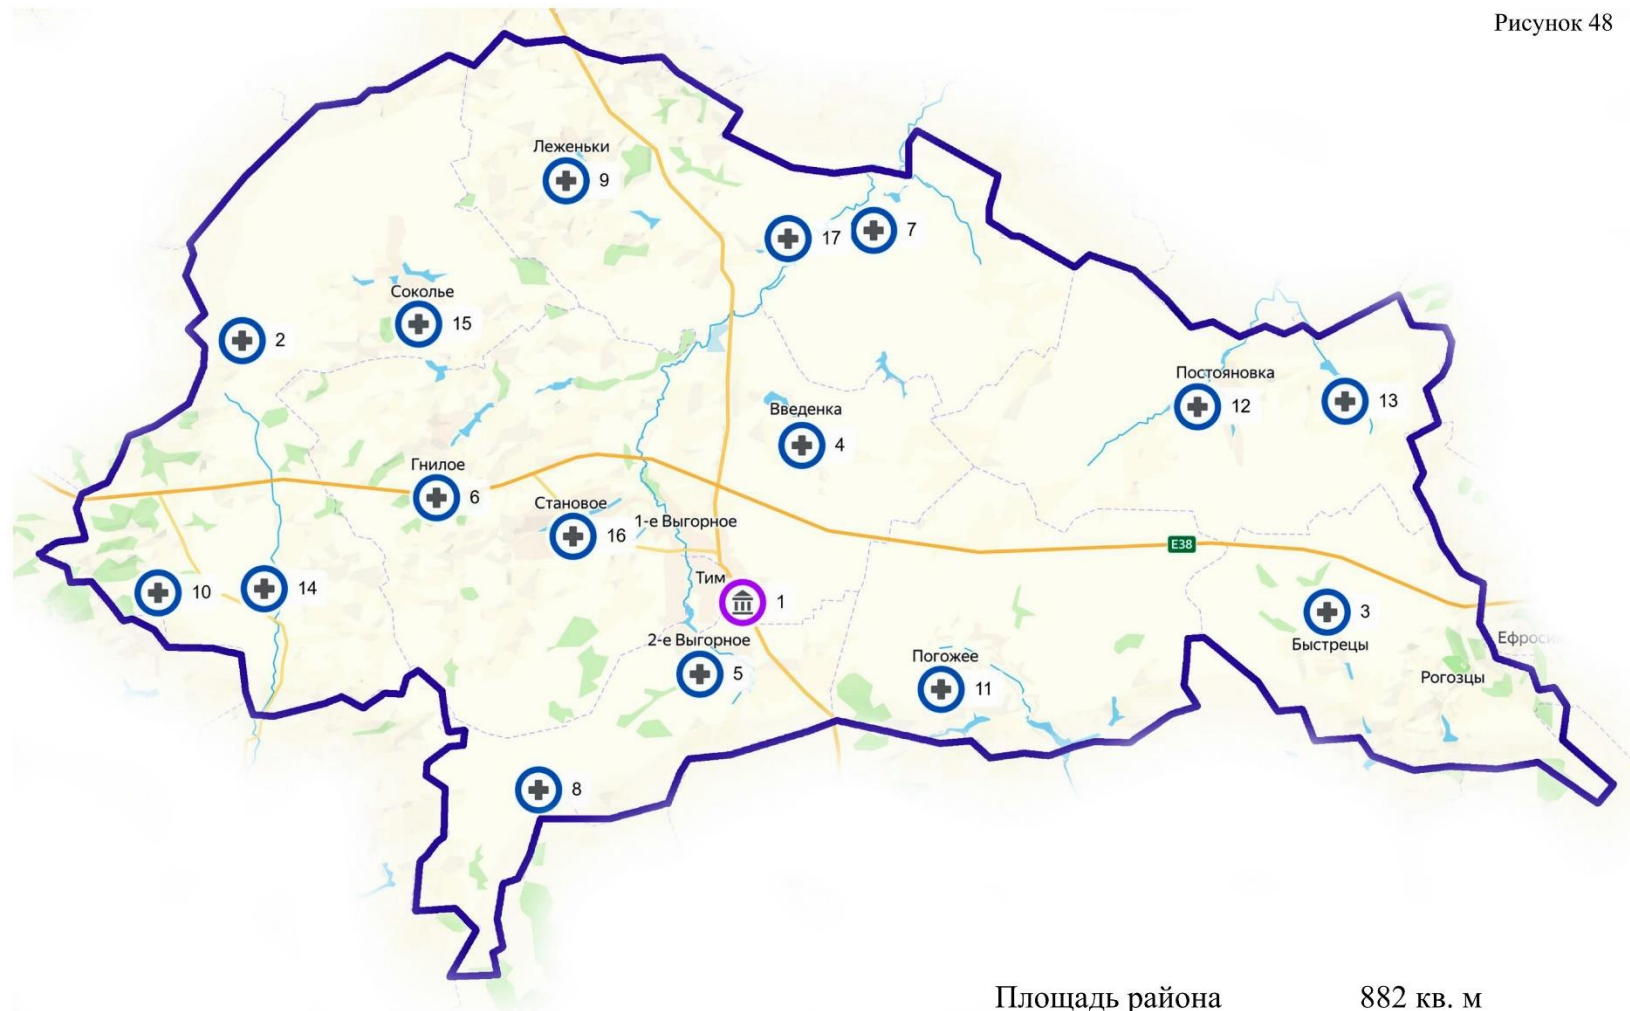 Рисунок 48
Леженьки
9
17
7
Соколье
15
2
Постояновка
12
13
Введенка
4
Гнилое
6
Становое
16
1-е Выгорное
E38
Тим
1
10
14
3
Быстрецы
2-е Выгорное
5
Погожее
11
Ефроси
Рогозцы
8
Площадь района 882 кв. м